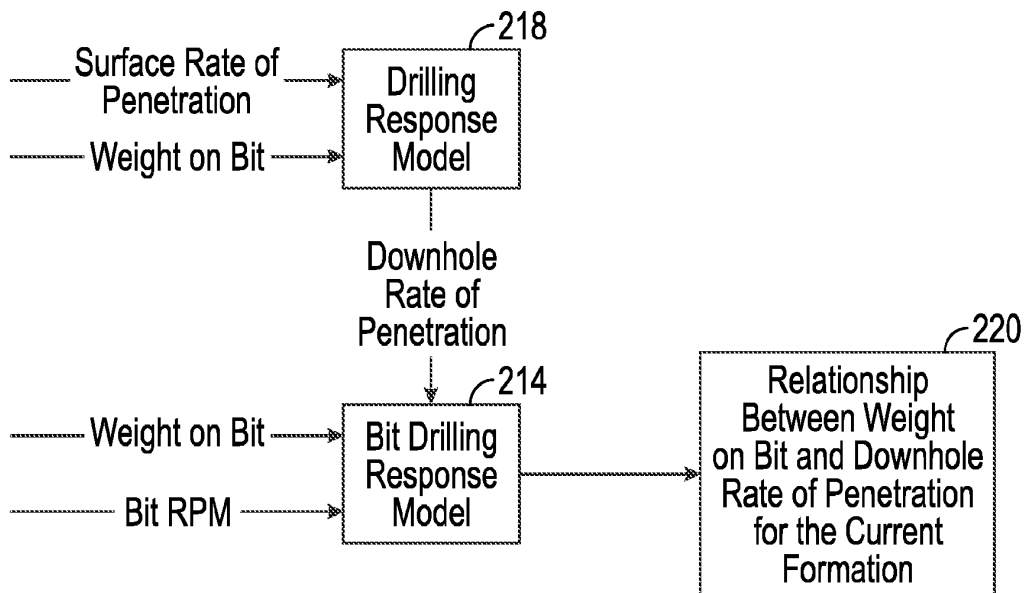 218
Surface Rate of
Penetration
Weight on Bit
Drilling
Response
Model
Downhole
Rate of
Penetration
214
Weight on Bit
Bit RPM
Bit Drilling
Response
Model
220
Relationship
Between Weight
on Bit and Downhole
Rate of Penetration
for the Current
Formation